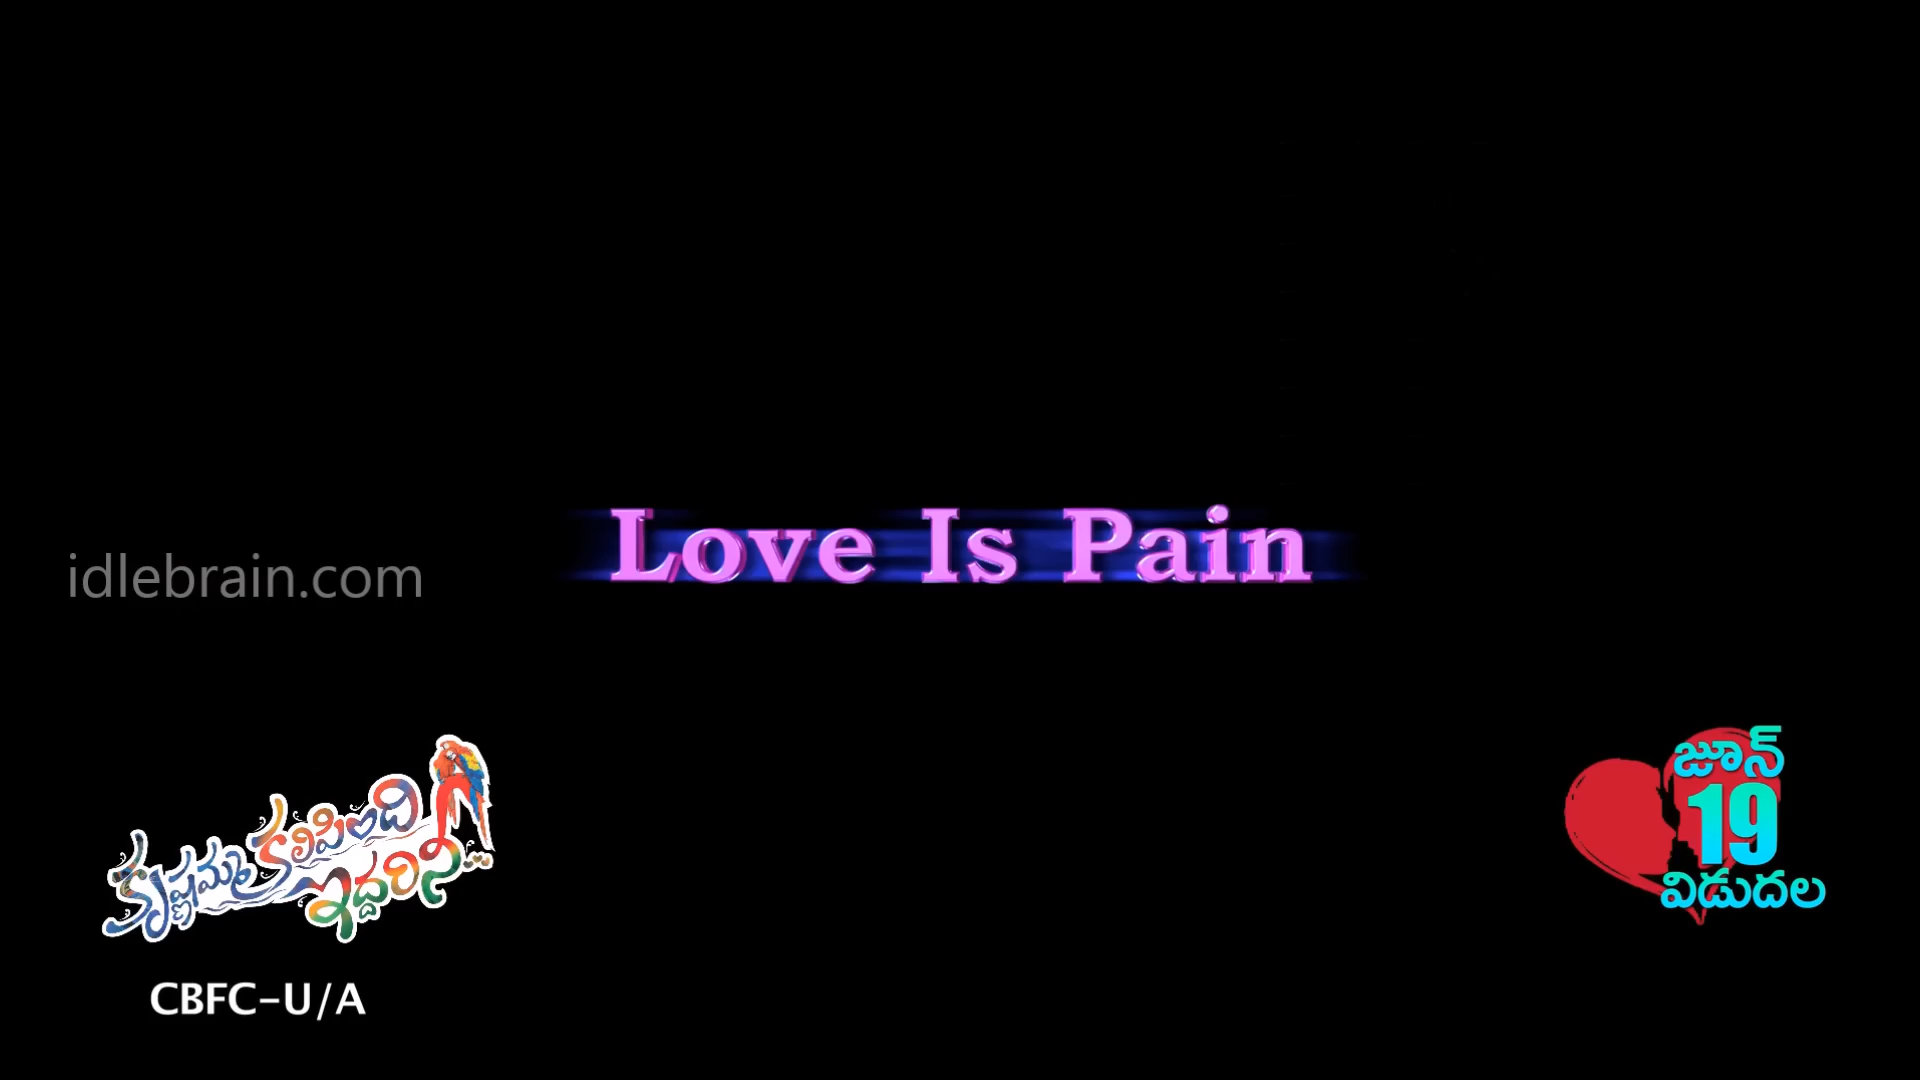 Love Is Pain
idlebrain.com
కృష్ణమ్మ కలిపింది
ఇద్దరినీ...
జూన్
19
విడుదల
CBFC-U/A